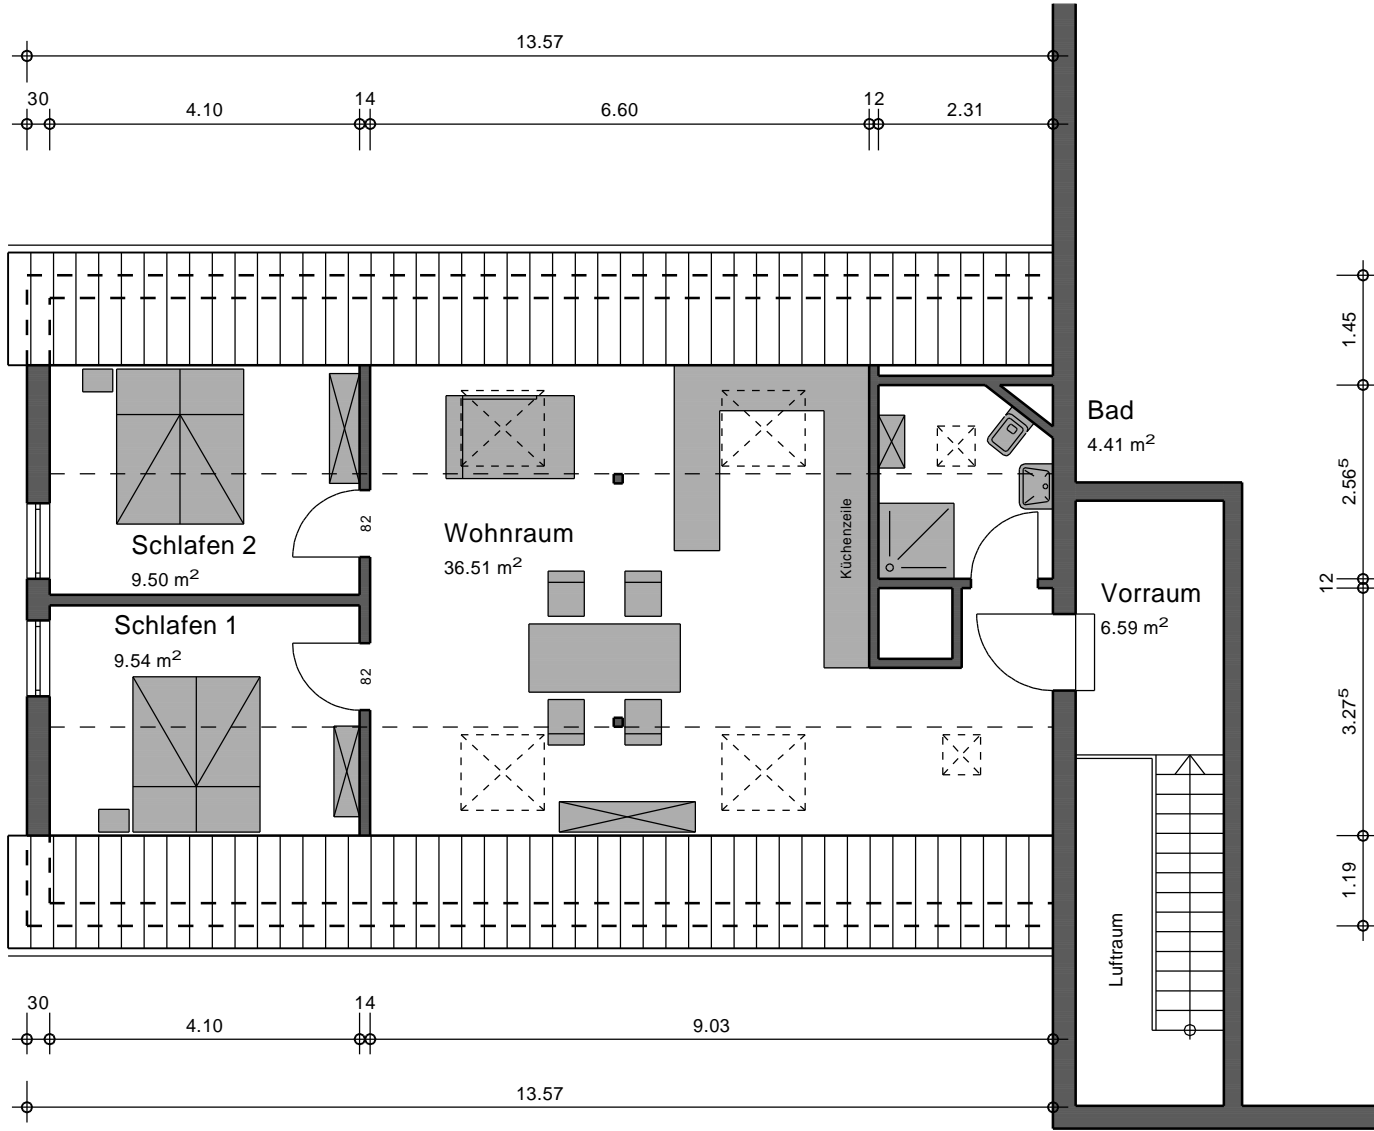 13.57
30
4.10
14
6.60
12
2.31
1.45
Bad
4.41 m²
2.56⁵
82
Küchenzeile
Wohnraum
36.51 m²
Schlafen 2
9.50 m²
12
Vorraum
6.59 m²
Schlafen 1
9.54 m²
82
3.27⁵
1.19
Luftraum
30
4.10
14
9.03
13.57